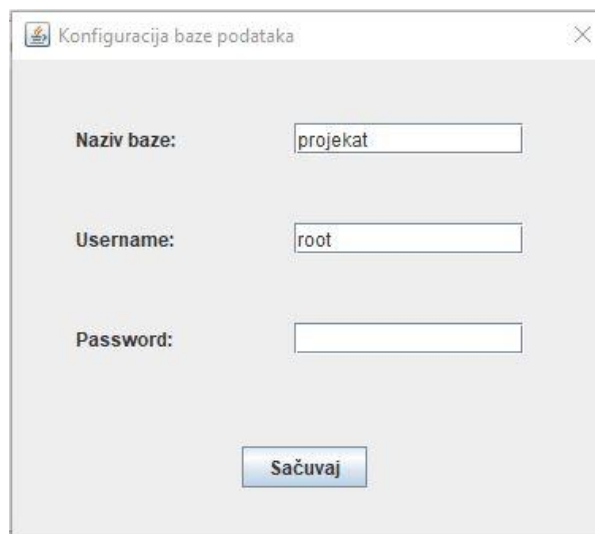 Konfiguracija baze podataka
Naziv baze: projekat
Username: root
Password:
Sačuvaj